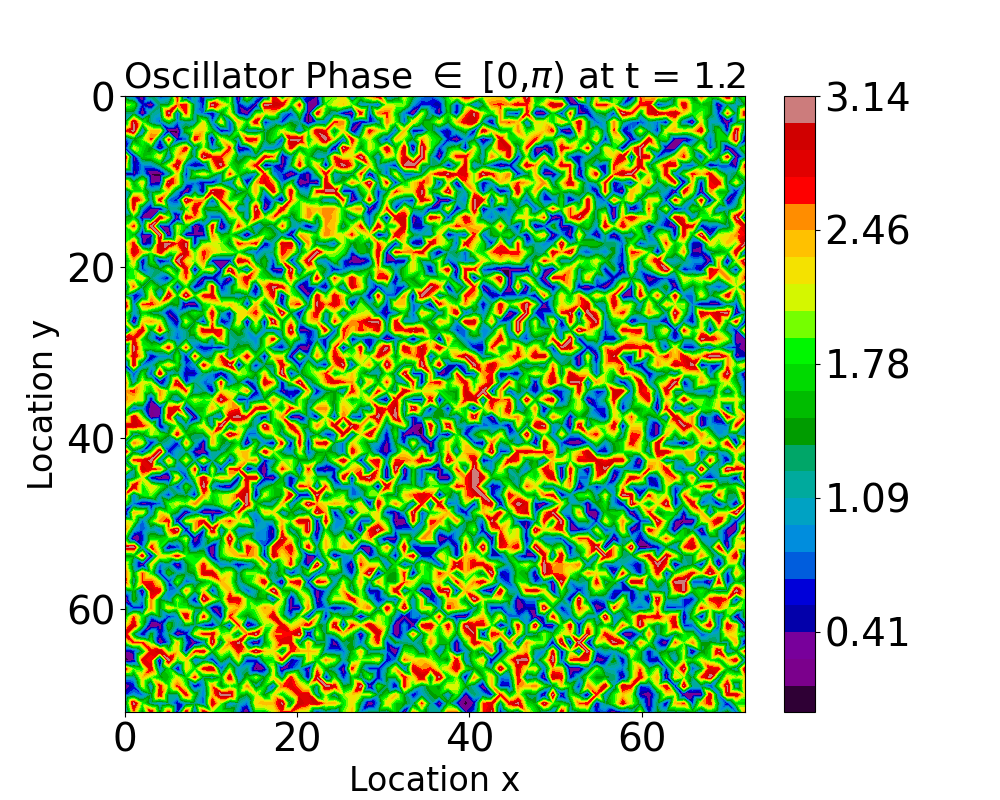 Oscillator Phase ∈ [0,π) at t = 1.2
0
20
40
60
Location y
0 20 40 60
Location x
3.14
2.46
1.78
1.09
0.41